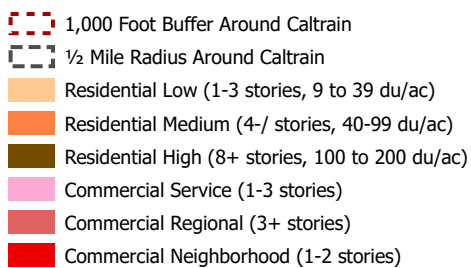 1,000 Foot Buffer Around Caltrain
½ Mile Radius Around Caltrain
Residential Low (1-3 stories, 9 to 39 du/ac)
Residential Medium (4-/ stories, 40-99 du/ac)
Residential High (8+ stories, 100 to 200 du/ac)
Commercial Service (1-3 stories)
Commercial Regional (3+ stories)
Commercial Neighborhood (1-2 stories)